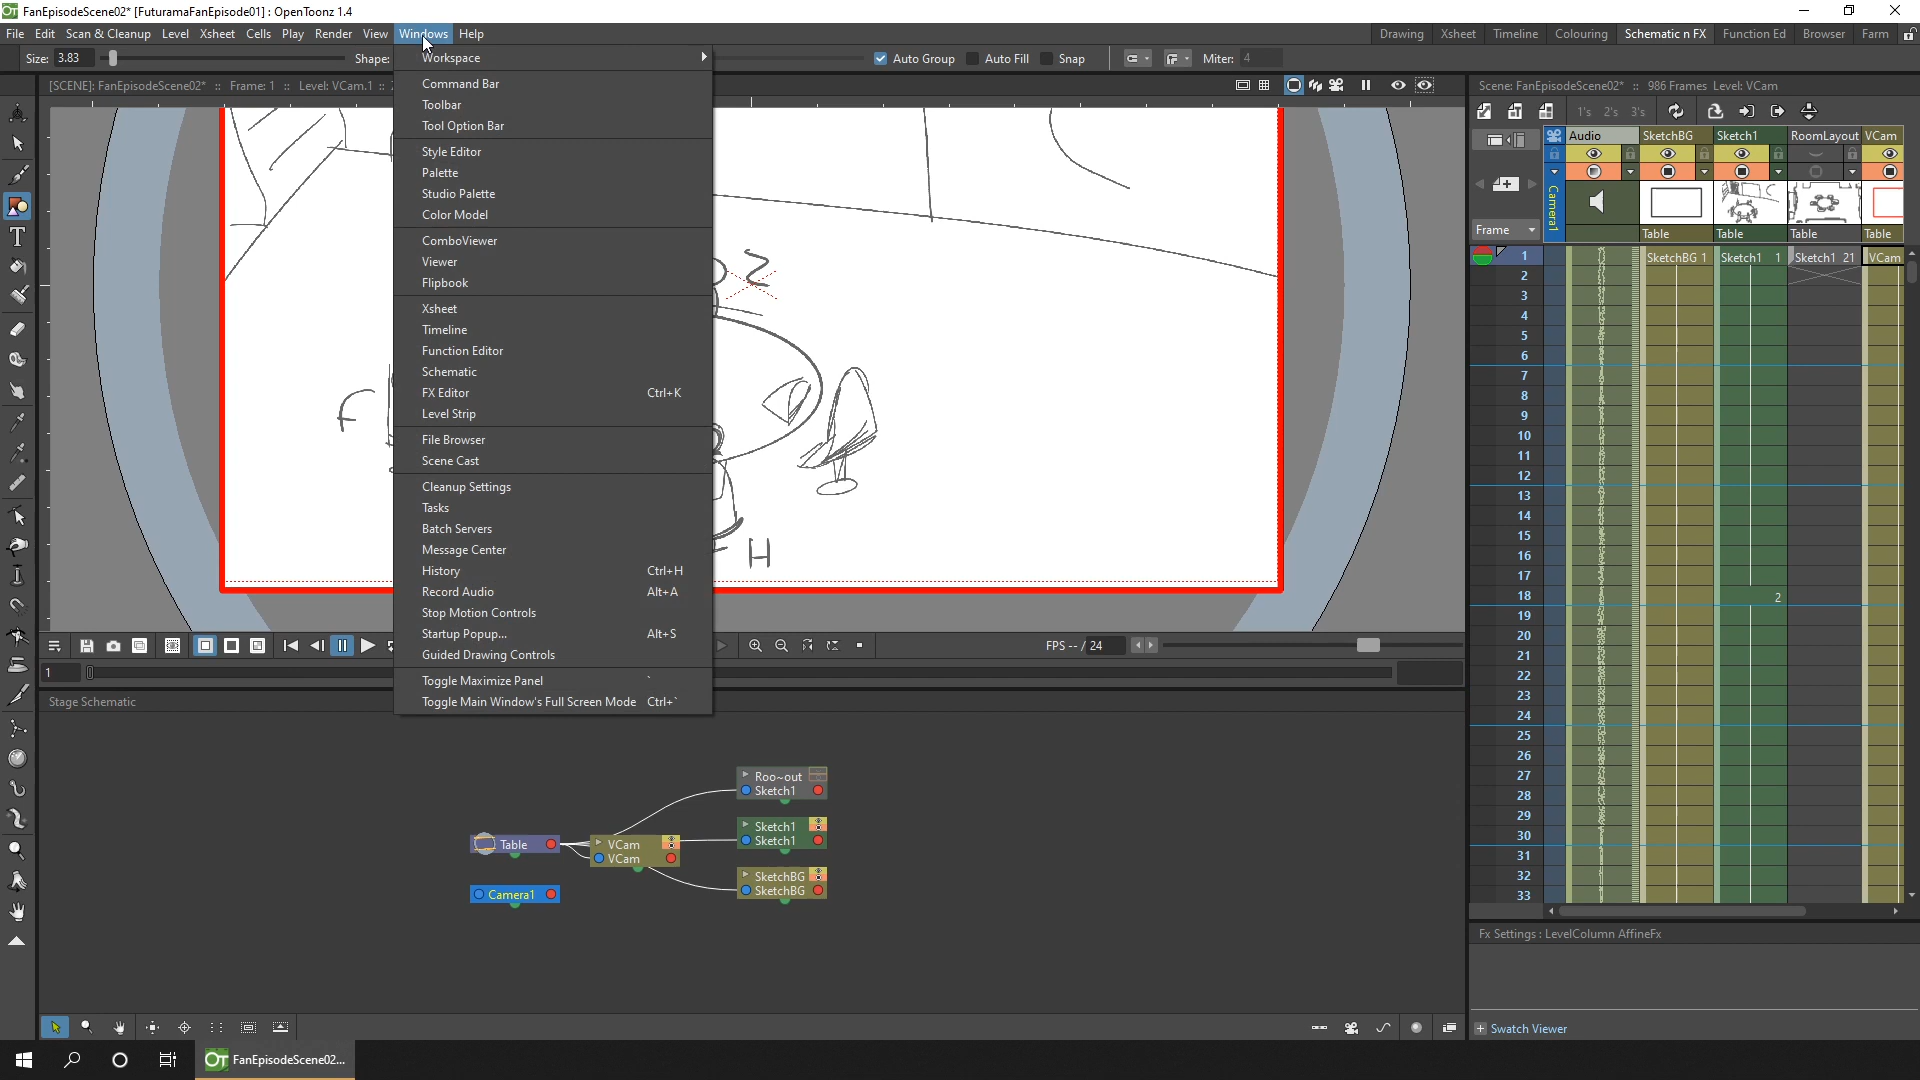 FanEpisodeScene02* [FuturamaFanEpisode01] : OpenToonz 1.4
File Edit Scan & Cleanup Level Xsheet Cells Play Render View Windows Help
Drawing Xsheet Timeline Colouring Schematic n FX Function Ed Browser Farm
Size: 3.83 Shape:
Auto Group Auto Fill Snap Miter: 4
[SCENE]: FanEpisodeScene02* :: Frame: 1 :: Level: VCam.1 ::
Workspace
Command Bar
Toolbar
Tool Option Bar
Style Editor
Palette
Studio Palette
Color Model
ComboViewer
Viewer
Flipbook
Xsheet
Timeline
Function Editor
Schematic
FX Editor Ctrl+K
Level Strip
File Browser
Scene Cast
Cleanup Settings
Tasks
Batch Servers
Message Center
History Ctrl+H
Record Audio Alt+A
Stop Motion Controls
Startup Popup... Alt+S
Guided Drawing Controls
Toggle Maximize Panel `
Toggle Main Window's Full Screen Mode Ctrl+`
Z
F
H
FPS -- / 24
1
Stage Schematic
Table
Camera1
VCam
VCam
Roo~out
Sketch1
Sketch1
Sketch1
SketchBG
SketchBG
Scene: FanEpisodeScene02* :: 986 Frames Level: VCam
1's 2's 3's
Audio SketchBG Sketch1 RoomLayout VCam
Camera1
Frame
Table Table Table Table
1 SketchBG 1 Sketch1 1 Sketch1 21 VCam
2
3
4
5
6
7
8
9
10
11
12
13
14
15
16
17
18 2
19
20
21
22
23
24
25
26
27
28
29
30
31
32
33
Fx Settings : LevelColumn AffineFx
Swatch Viewer
OT FanEpisodeScene02...